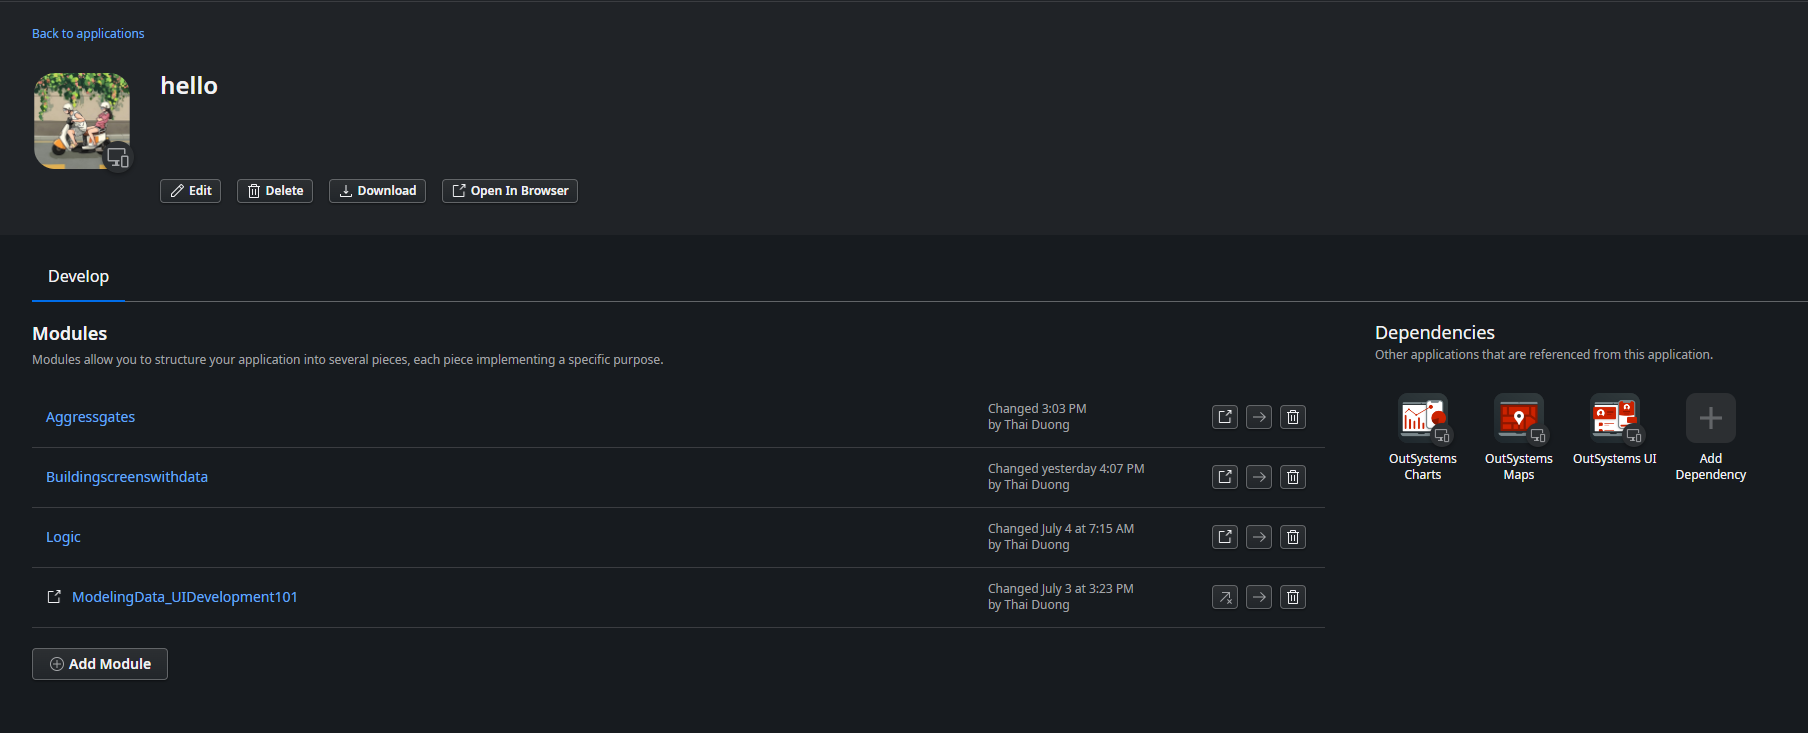 Back to applications
hello
Edit
Delete
Download
Open In Browser
Develop
Modules
Modules allow you to structure your application into several pieces, each piece implementing a specific purpose.
Aggressgates
Changed 3:03 PM
by Thai Duong
Buildingscreenswithdata
Changed yesterday 4:07 PM
by Thai Duong
Logic
Changed July 4 at 7:15 AM
by Thai Duong
ModelingData_UIDevelopment101
Changed July 3 at 3:23 PM
by Thai Duong
Add Module
Dependencies
Other applications that are referenced from this application.
OutSystems
Charts
OutSystems
Maps
OutSystems UI
Add
Dependency